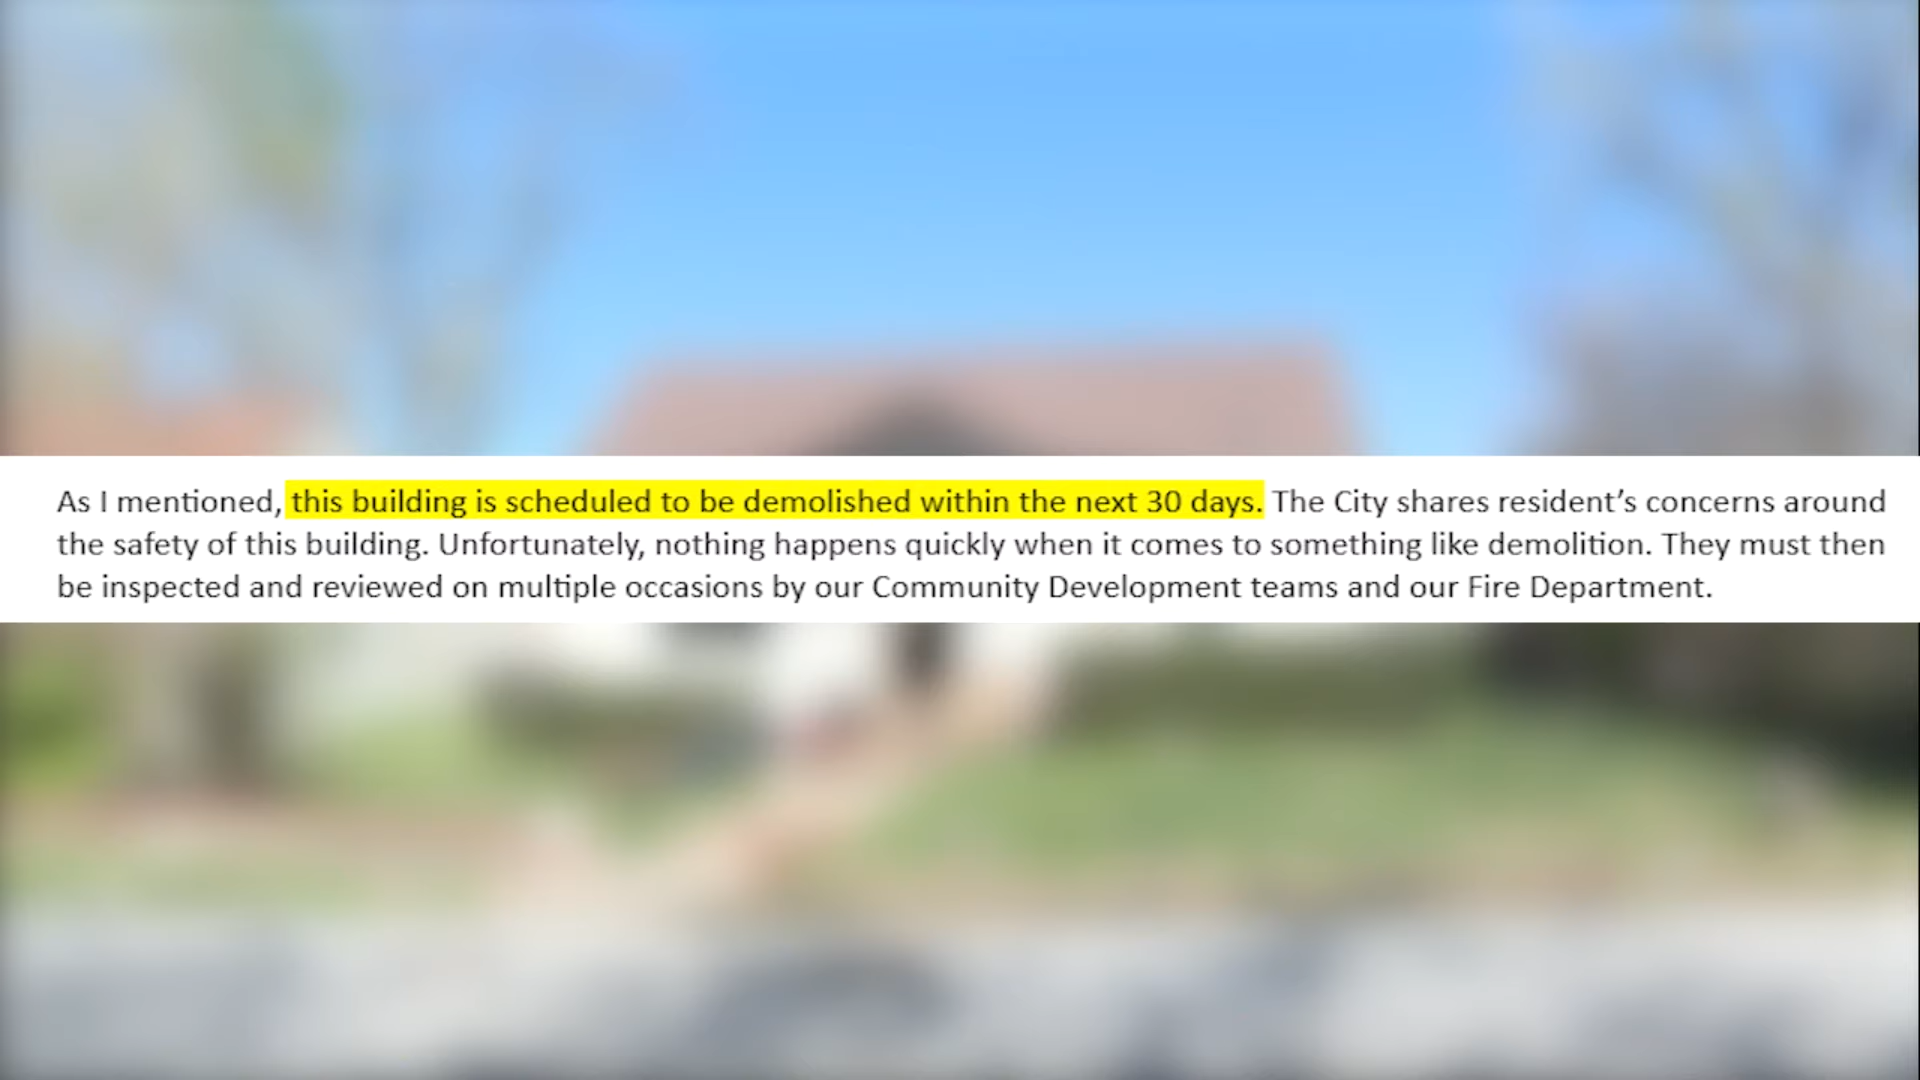 As I mentioned, this building is scheduled to be demolished within the next 30 days. The City shares resident’s concerns around
the safety of this building. Unfortunately, nothing happens quickly when it comes to something like demolition. They must then
be inspected and reviewed on multiple occasions by our Community Development teams and our Fire Department.